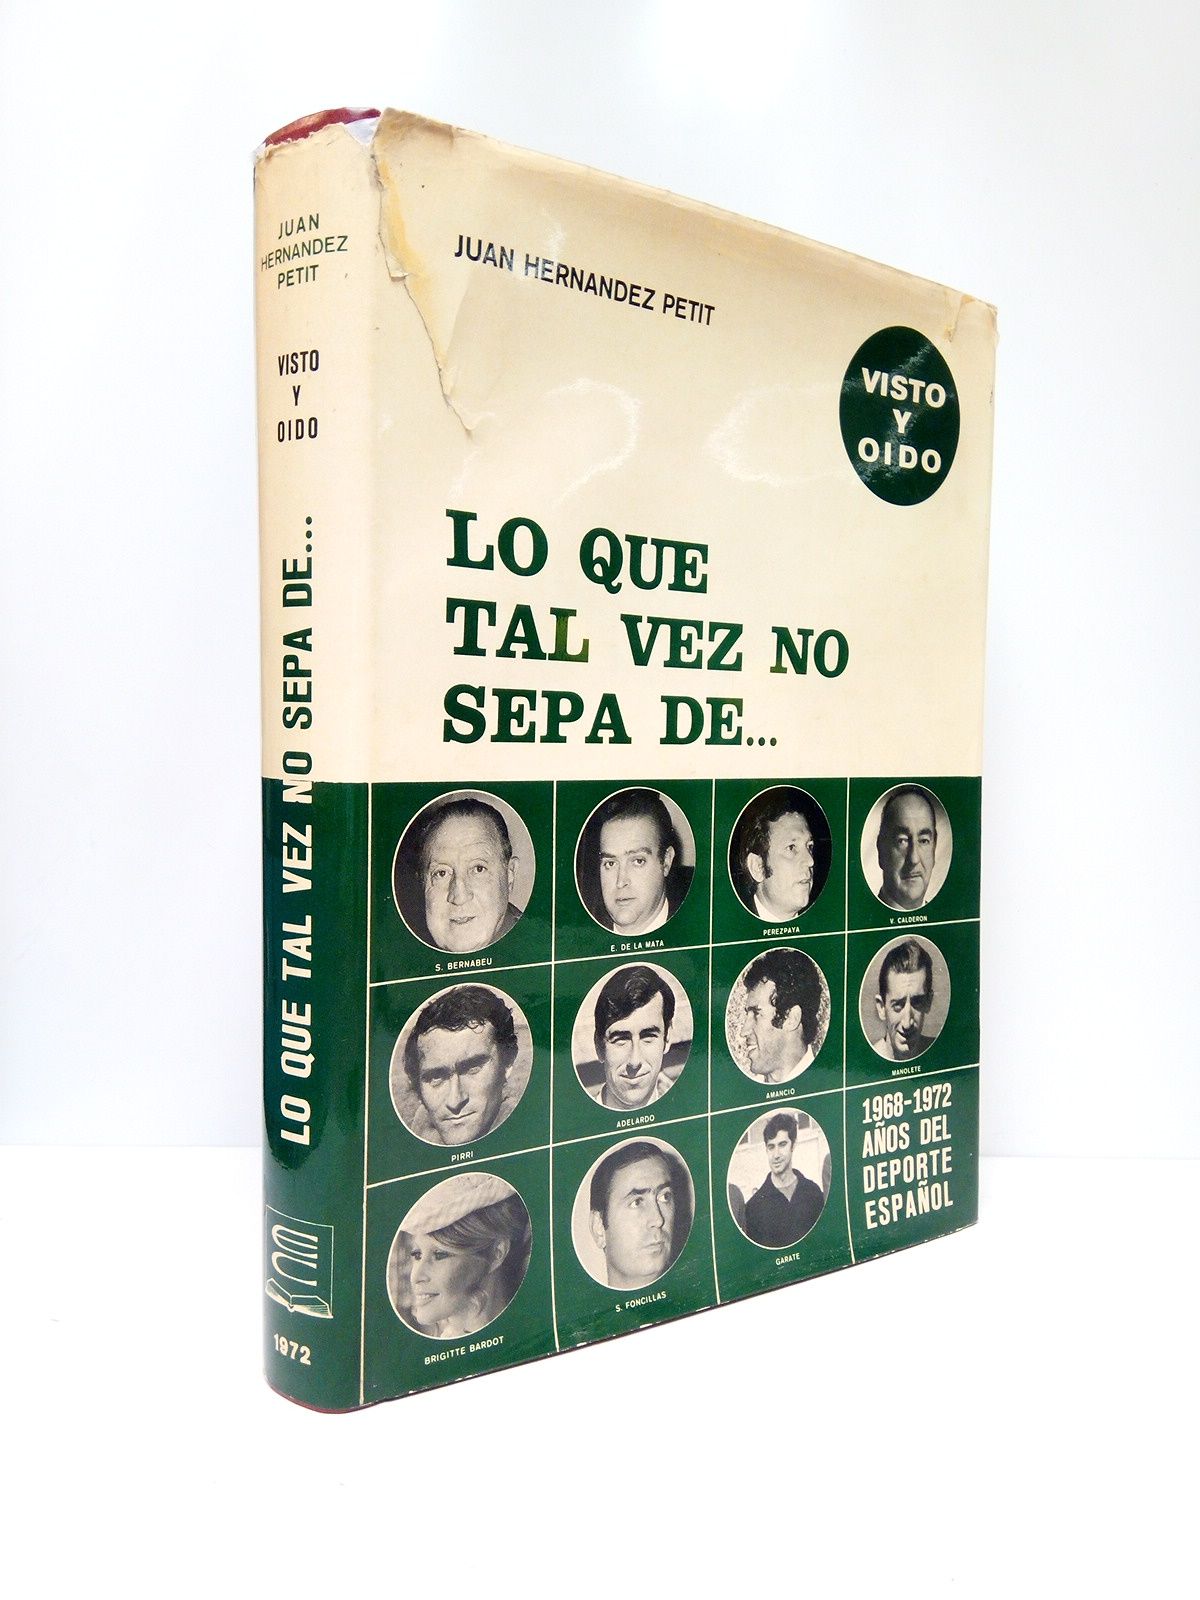 JUAN
HERNANDEZ
PETIT
VISTO
Y
OIDO
LO QUE TAL VEZ NO SEPA DE...
1972
JUAN HERNANDEZ PETIT
VISTO
Y
OIDO
LO QUE
TAL VEZ NO
SEPA DE...
S. BERNABEU
E. DE LA MATA
PEREZPAYA
V. CALDERON
PIRRI
ADELARDO
AMANCIO
MANOLETE
BRIGITTE BARDOT
S. FONCILLAS
GARATE
1968-1972
AÑOS DEL
DEPORTE
ESPAÑOL